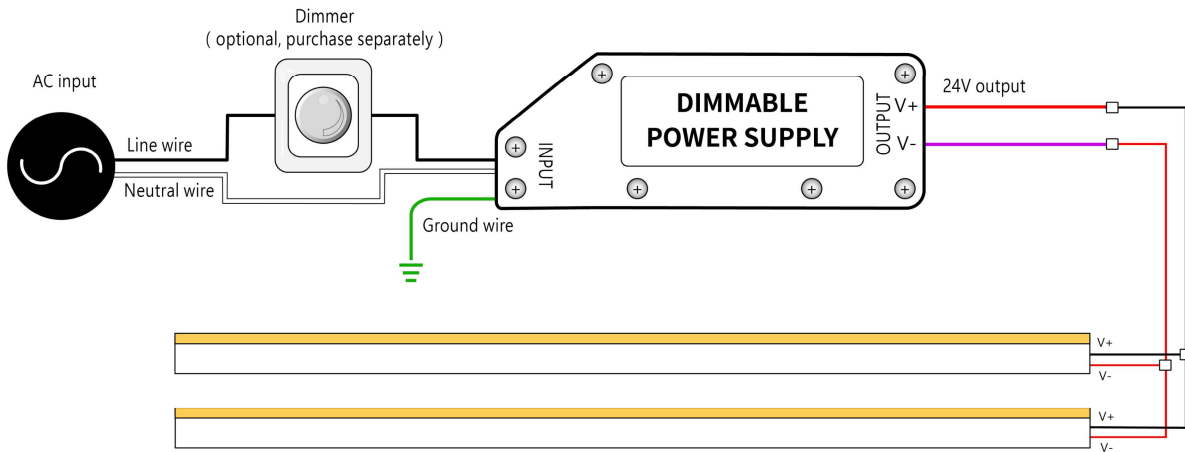 Dimmer
( optional, purchase separately )
AC input
Line wire
Neutral wire
Ground wire
INPUT
DIMMABLE
POWER SUPPLY
OUTPUT
V+
V-
24V output
V+
V-
V+
V-